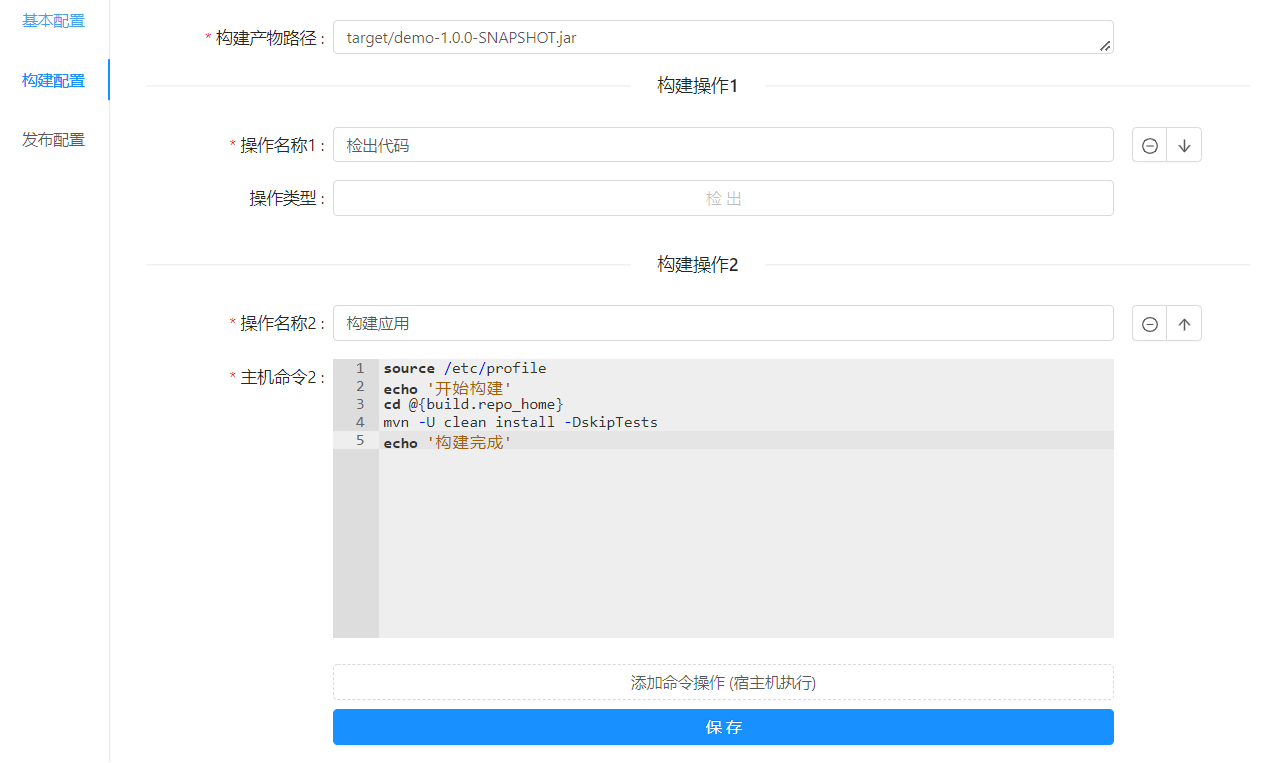 基本配置
构建配置
发布配置
* 构建产物路径 : target/demo-1.0.0-SNAPSHOT.jar
构建操作1
* 操作名称1 : 检出代码
操作类型 : 检 出
构建操作2
* 操作名称2 : 构建应用
* 主机命令2 :
1 source /etc/profile
2 echo '开始构建'
3 cd @{build.repo_home}
4 mvn -U clean install -DskipTests
5 echo '构建完成'
添加命令操作 (宿主机执行)
保 存